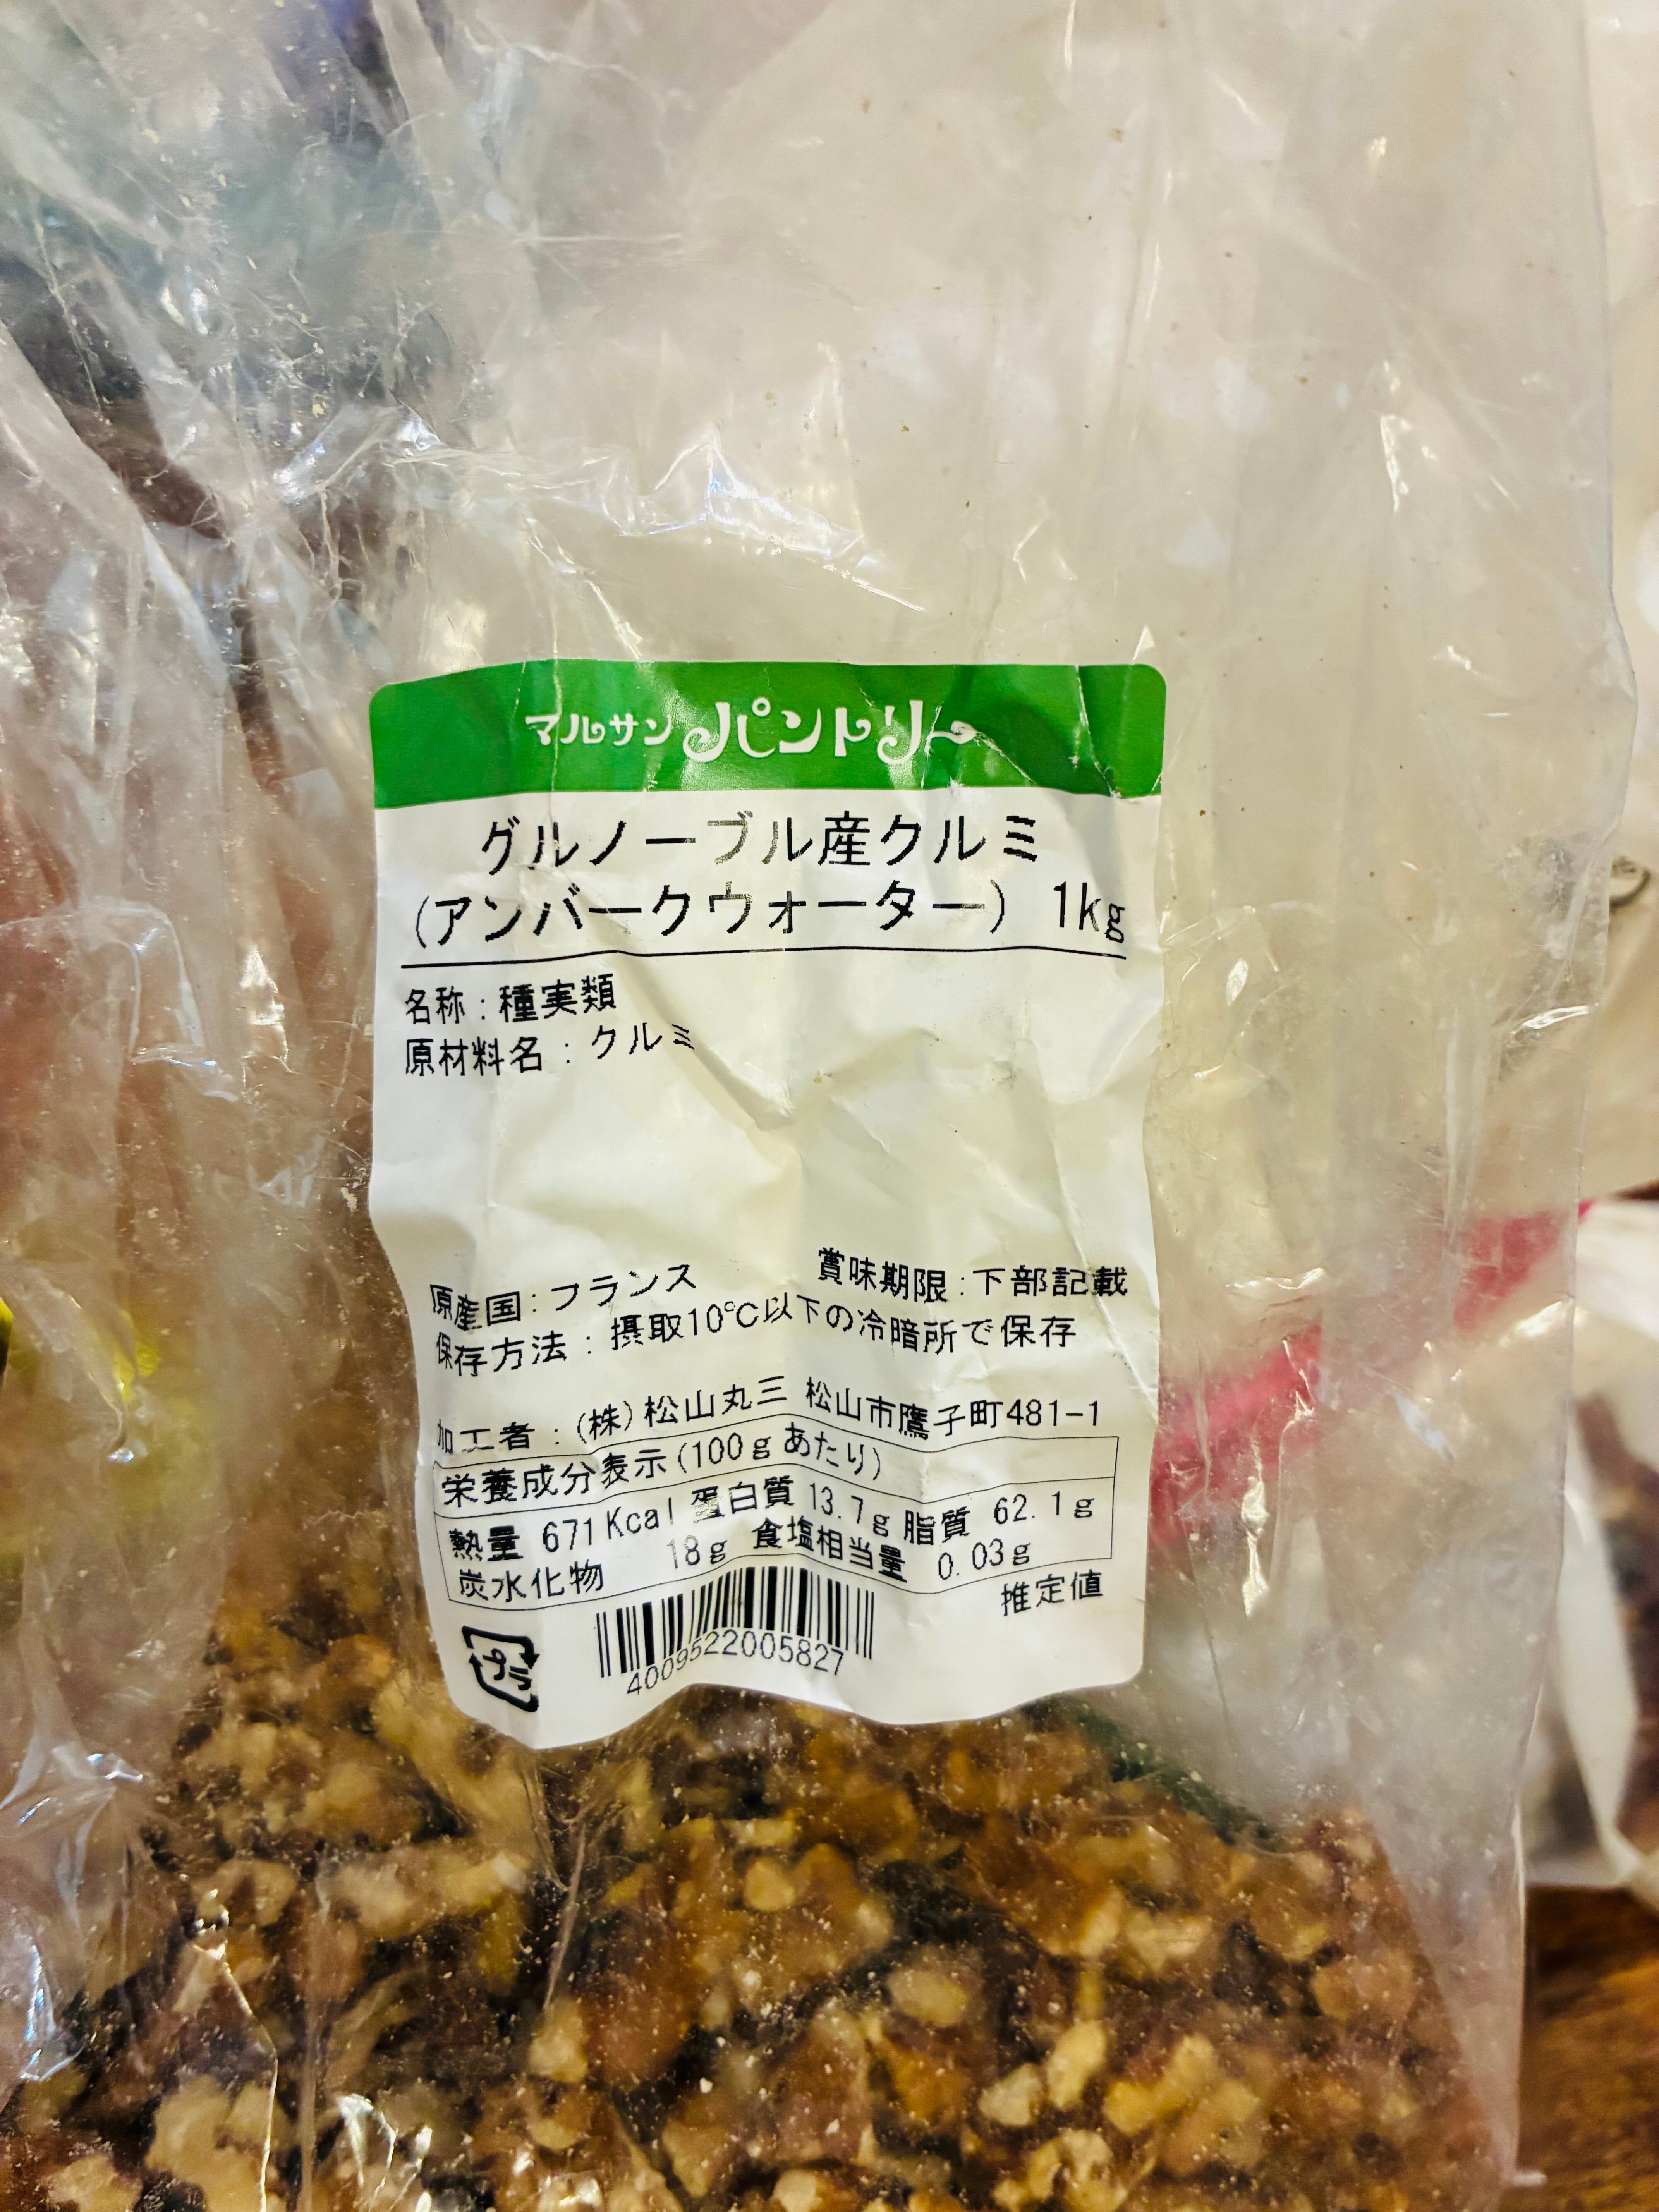 マルサン パントリー
グルノーブル産クルミ
(アンバークウォーター) 1kg
名称:種実類
原材料名:クルミ
原産国:フランス 賞味期限:下部記載
保存方法:摂取10℃以下の冷暗所で保存
加工者:(株)松山丸三 松山市鷹子町481-1
栄養成分表示(100gあたり)
熱量 671Kcal 蛋白質 13.7g 脂質 62.1g
炭水化物 18g 食塩相当量 0.03g
推定値
プラ
4009522005827